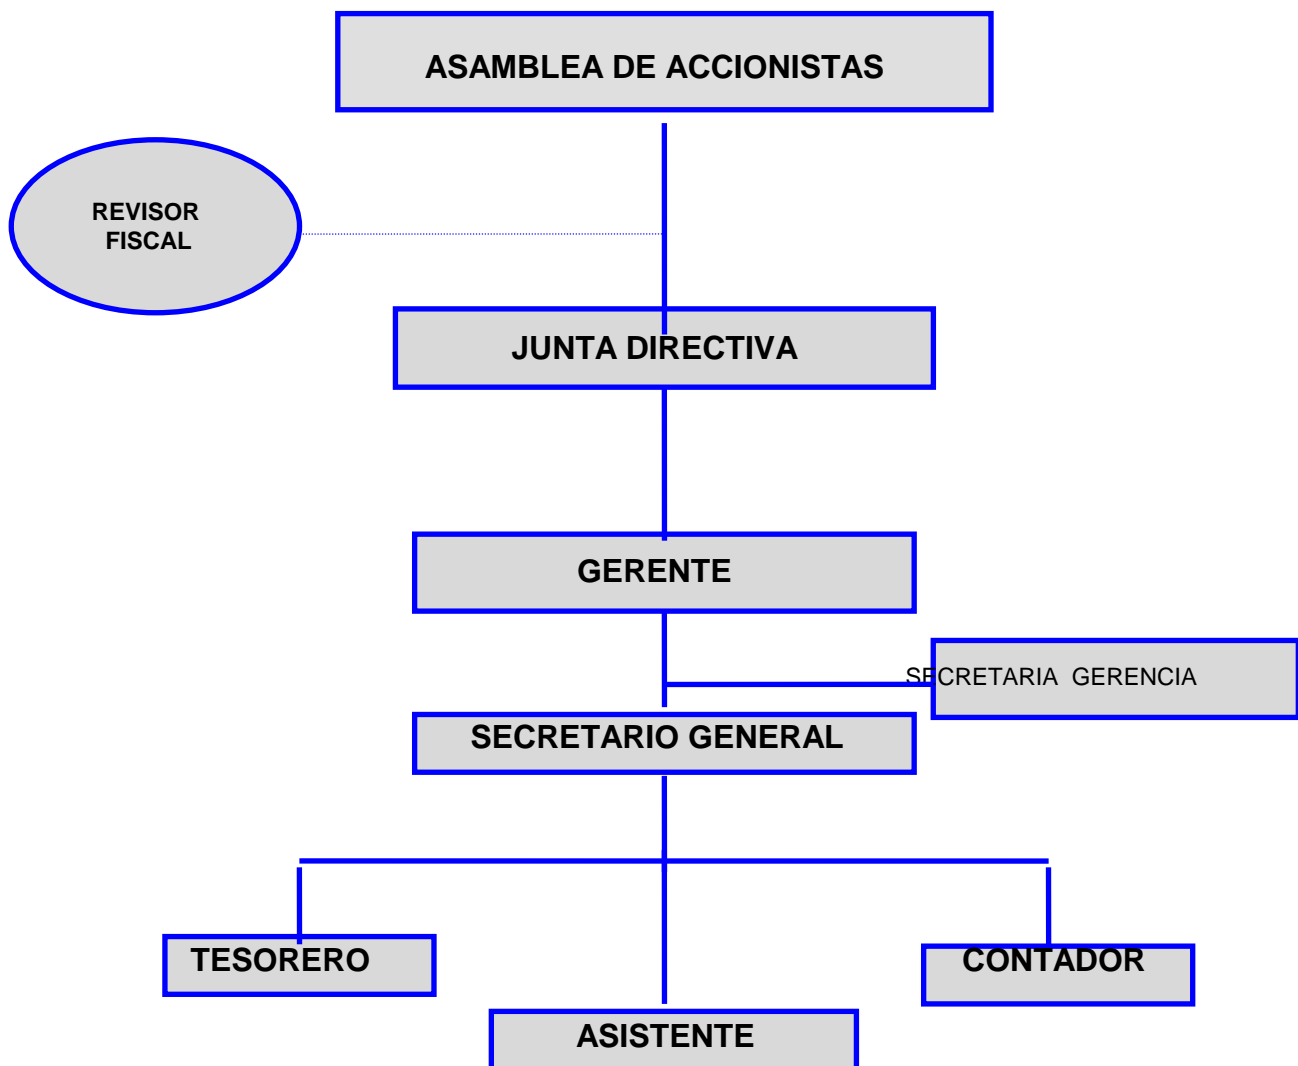 ASAMBLEA DE ACCIONISTAS
REVISOR
FISCAL
JUNTA DIRECTIVA
GERENTE
SECRETARIA GERENCIA
SECRETARIO GENERAL
TESORERO
CONTADOR
ASISTENTE